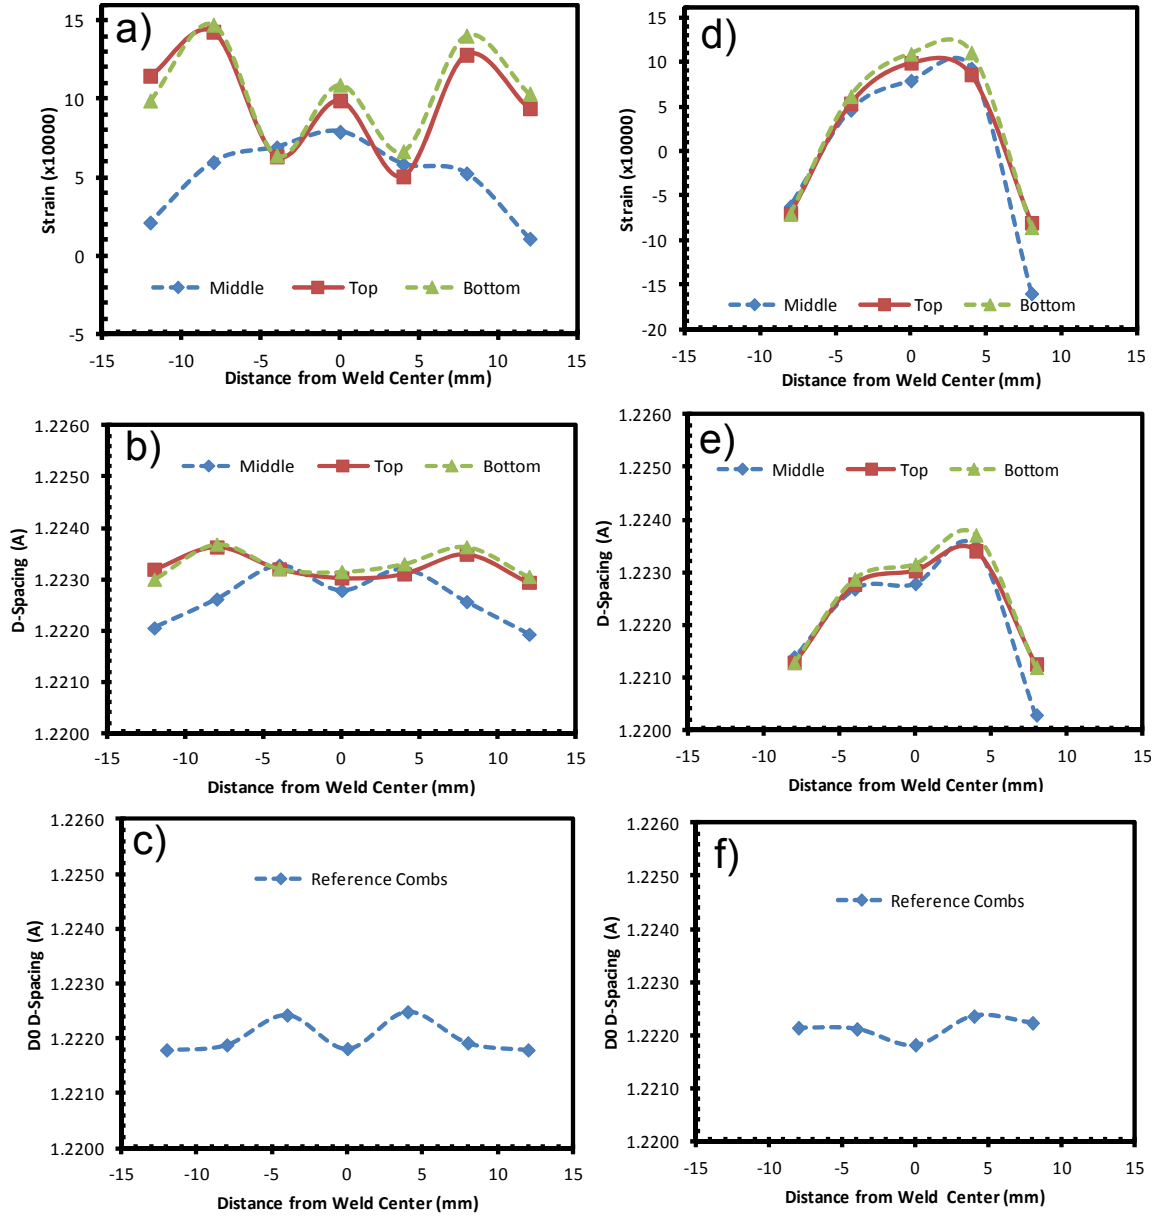 a)
Strain (x10000)
15
10
5
0
-5
Middle Top Bottom
-15 -10 -5 0 5 10 15
Distance from Weld Center (mm)
d)
Strain (x10000)
15
10
5
0
-5
-10
-15
-20
Middle Top Bottom
-15 -10 -5 0 5 10 15
Distance from Weld Center (mm)
b)
D-Spacing (A)
1.2260
1.2250
1.2240
1.2230
1.2220
1.2210
1.2200
Middle Top Bottom
-15 -10 -5 0 5 10 15
Distance from Weld Center (mm)
e)
D-Spacing (A)
1.2260
1.2250
1.2240
1.2230
1.2220
1.2210
1.2200
Middle Top Bottom
-15 -10 -5 0 5 10 15
Distance from Weld Center (mm)
c)
D0 D-Spacing (A)
1.2260
1.2250
1.2240
1.2230
1.2220
1.2210
1.2200
Reference Combs
-15 -10 -5 0 5 10 15
Distance from Weld Center (mm)
f)
D0 D-Spacing (A)
1.2260
1.2250
1.2240
1.2230
1.2220
1.2210
1.2200
Reference Combs
-15 -10 -5 0 5 10 15
Distance from Weld Center (mm)